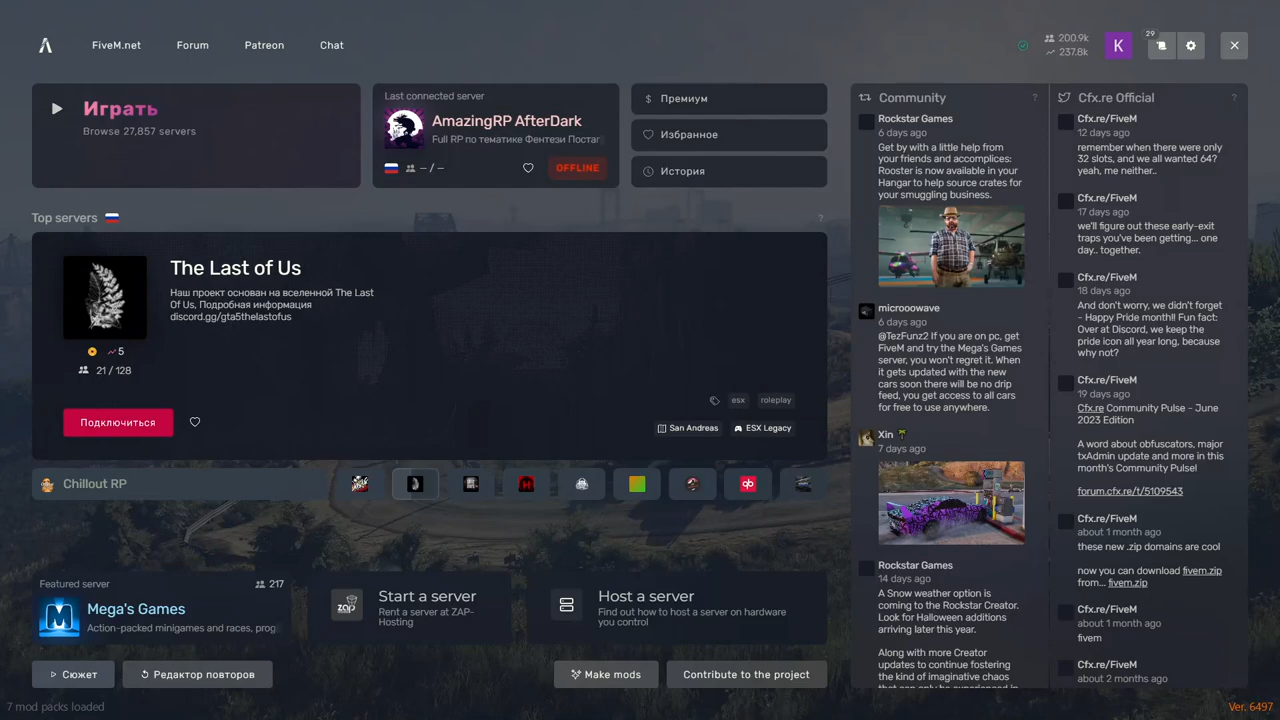 FiveM.net
Forum
Patreon
Chat
200.9k
237.8k
K
29
Играть
Browse 27,857 servers
Last connected server
AmazingRP AfterDark
Full RP по тематике Фентези Постап
– / –
OFFLINE
$ Премиум
Избранное
История
Top servers
?
The Last of Us
Наш проект основан на вселенной The Last
Of Us, Подробная информация
discord.gg/gta5thelastofus
5
21 / 128
Подключиться
esx
roleplay
San Andreas
ESX Legacy
Chillout RP
qb
Featured server
217
Mega's Games
Action-packed minigames and races, prog
ZAP
Start a server
Rent a server at ZAP-
Hosting
Host a server
Find out how to host a server on hardware
you control
Сюжет
Редактор повторов
Make mods
Contribute to the project
7 mod packs loaded
Community
?
Rockstar Games
6 days ago
Get by with a little help from
your friends and accomplices:
Rooster is now available in your
Hangar to help source crates for
your smuggling business.
microoowave
6 days ago
@TezFunz2 If you are on pc, get
FiveM and try the Mega's Games
server, you won't regret it. When
it gets updated with the new
cars soon there will be no drip
feed, you get access to all cars
for free to use anywhere.
Xin
7 days ago
Rockstar Games
14 days ago
A Snow weather option is
coming to the Rockstar Creator.
Look for Halloween additions
arriving later this year.
Along with more Creator
updates to continue fostering
the kind of imaginative chaos
that can only be experienced in
Cfx.re Official
?
Cfx.re/FiveM
12 days ago
remember when there were only
32 slots, and we all wanted 64?
yeah, me neither..
Cfx.re/FiveM
17 days ago
we'll figure out these early-exit
traps you've been getting... one
day.. together.
Cfx.re/FiveM
18 days ago
And don't worry, we didn't forget
- Happy Pride month!! Fun fact:
Over at Discord, we keep the
pride icon all year long, because
why not?
Cfx.re/FiveM
19 days ago
Cfx.re Community Pulse - June
2023 Edition
A word about obfuscators, major
txAdmin update and more in this
month's Community Pulse!
forum.cfx.re/t/5109543
Cfx.re/FiveM
about 1 month ago
these new .zip domains are cool
now you can download fivem.zip
from... fivem.zip
Cfx.re/FiveM
about 1 month ago
fivem
Cfx.re/FiveM
about 2 months ago
Ver. 6497